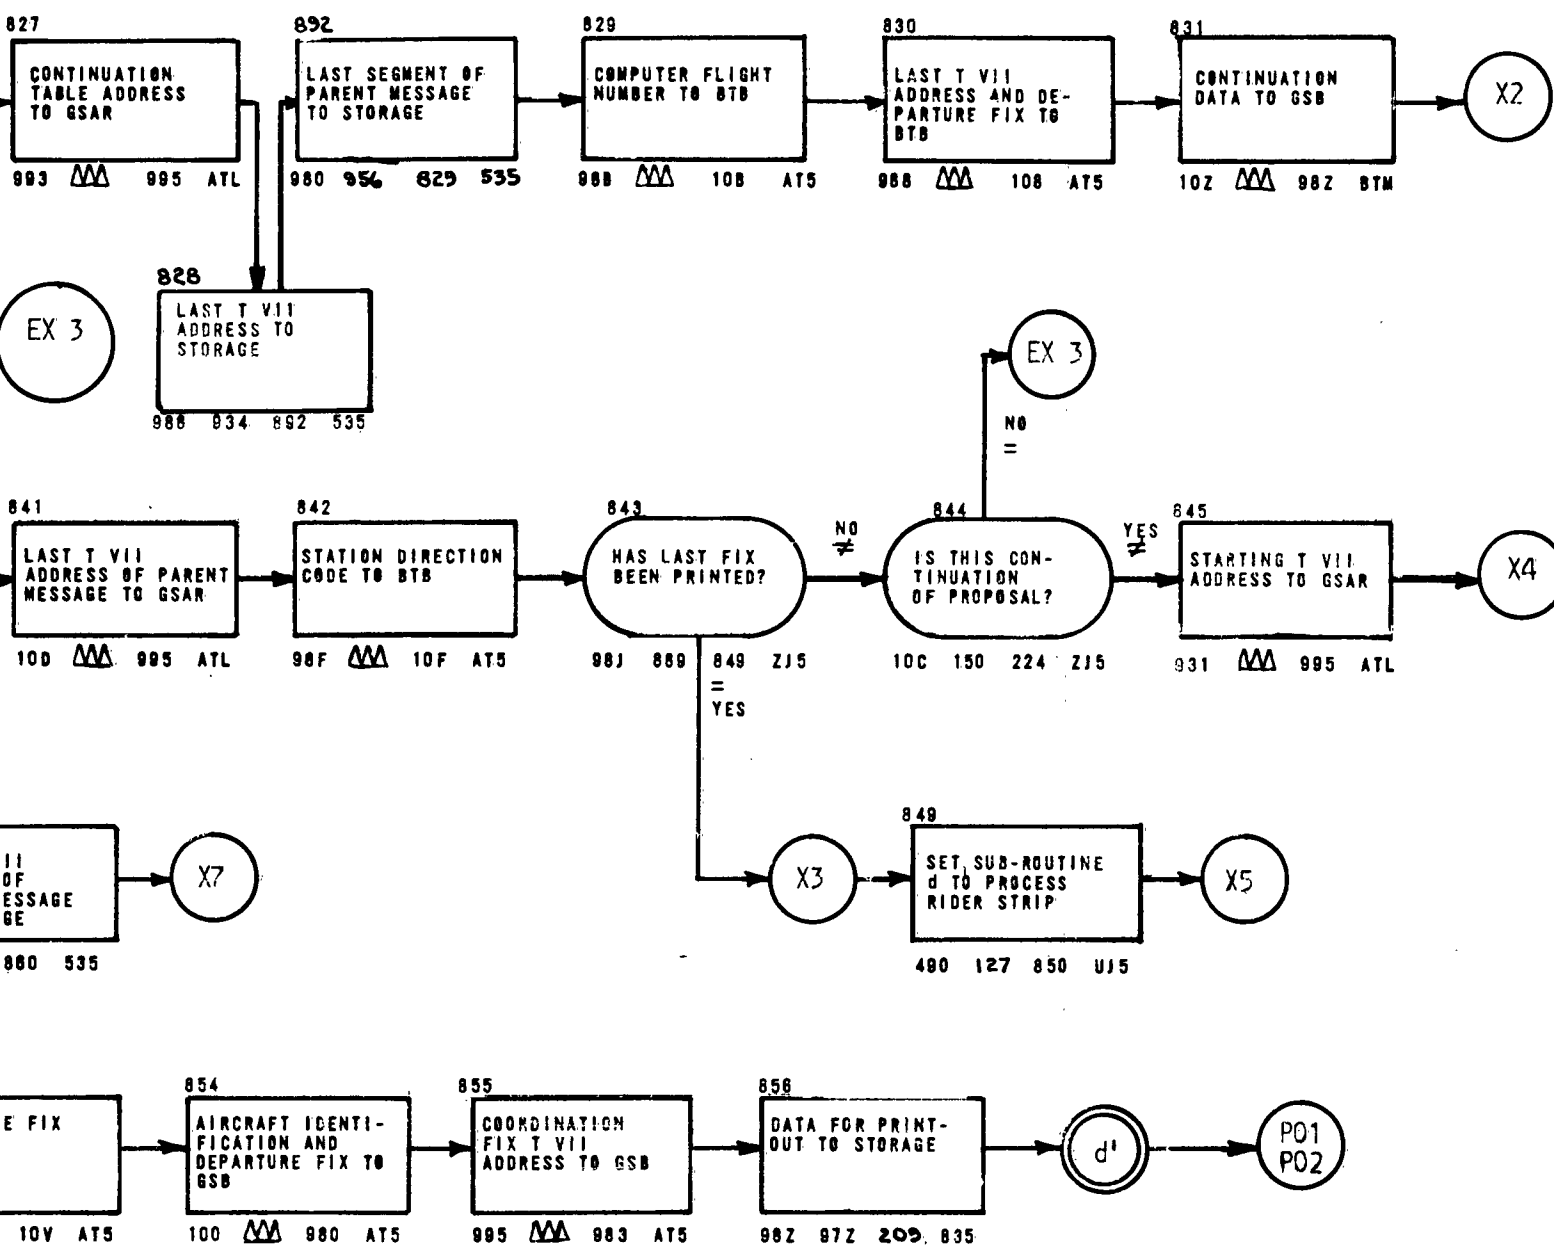 827
CONTINUATION
TABLE ADDRESS
TO GSAR
993 995 ATL
892
LAST SEGMENT OF
PARENT MESSAGE
TO STORAGE
980 956 829 535
829
COMPUTER FLIGHT
NUMBER TO BTB
98B 10B AT5
830
LAST T VII
ADDRESS AND DE-
PARTURE FIX TO
BTB
988 108 AT5
831
CONTINUATION
DATA TO GSB
10Z 98Z BTM
X2
EX 3
828
LAST T VII
ADDRESS TO
STORAGE
988 934 892 535
EX 3
NO
=
841
LAST T VII
ADDRESS OF PARENT
MESSAGE TO GSAR
10D 995 ATL
842
STATION DIRECTION
CODE TO BTB
98F 10F AT5
843
HAS LAST FIX
BEEN PRINTED?
98J 889 849 ZJ5
=
YES
NO
≠
844
IS THIS CON-
TINUATION
OF PROPOSAL?
10C 150 224 ZJ5
YES
≠
845
STARTING T VII
ADDRESS TO GSAR
931 995 ATL
X4
II
OF
ESSAGE
GE
880 535
X7
X3
849
SET SUB-ROUTINE
d TO PROCESS
RIDER STRIP
490 127 850 UJ5
X5
E FIX
10V AT5
854
AIRCRAFT IDENTI-
FICATION AND
DEPARTURE FIX TO
GSB
100 980 AT5
855
COORDINATION
FIX T VII
ADDRESS TO GSB
995 983 AT5
856
DATA FOR PRINT-
OUT TO STORAGE
98Z 97Z 209 835
d'
PO1
PO2